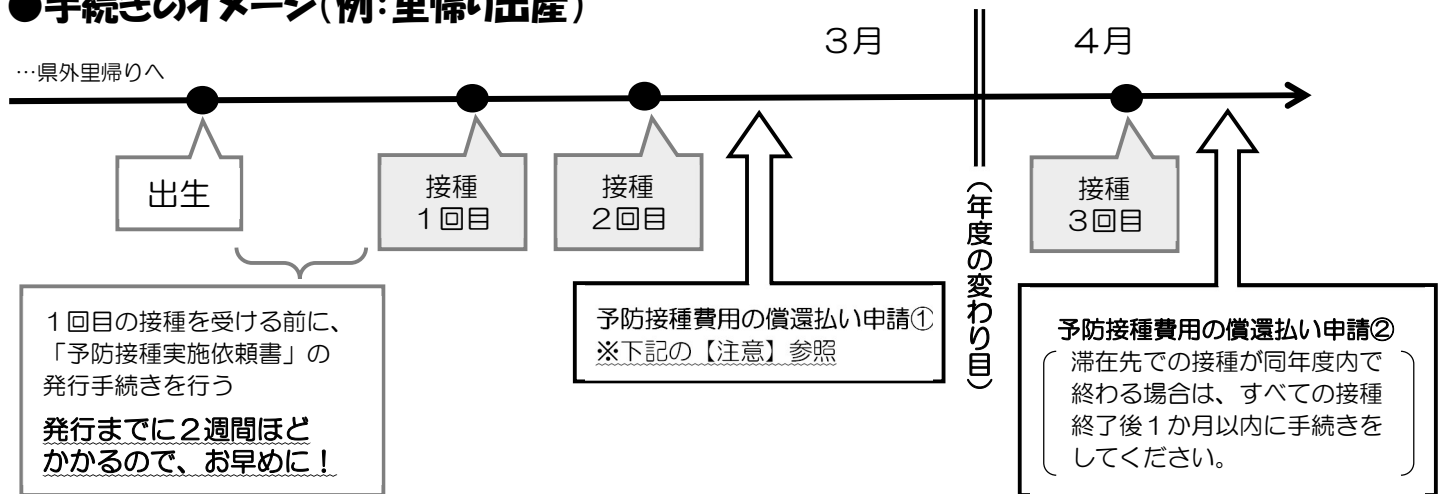 ●手続きのイメージ(例:里帰り出産)
３月
４月
…県外里帰りへ
出生
接種
１回目
接種
２回目
(年度の変わり目)
接種
３回目
１回目の接種を受ける前に、
「予防接種実施依頼書」の
発行手続きを行う
発行までに２週間ほど
かかるので、お早めに！
予防接種費用の償還払い申請①
※下記の【注意】参照
予防接種費用の償還払い申請②
滞在先での接種が同年度内で
終わる場合は、すべての接種
終了後１か月以内に手続きを
してください。